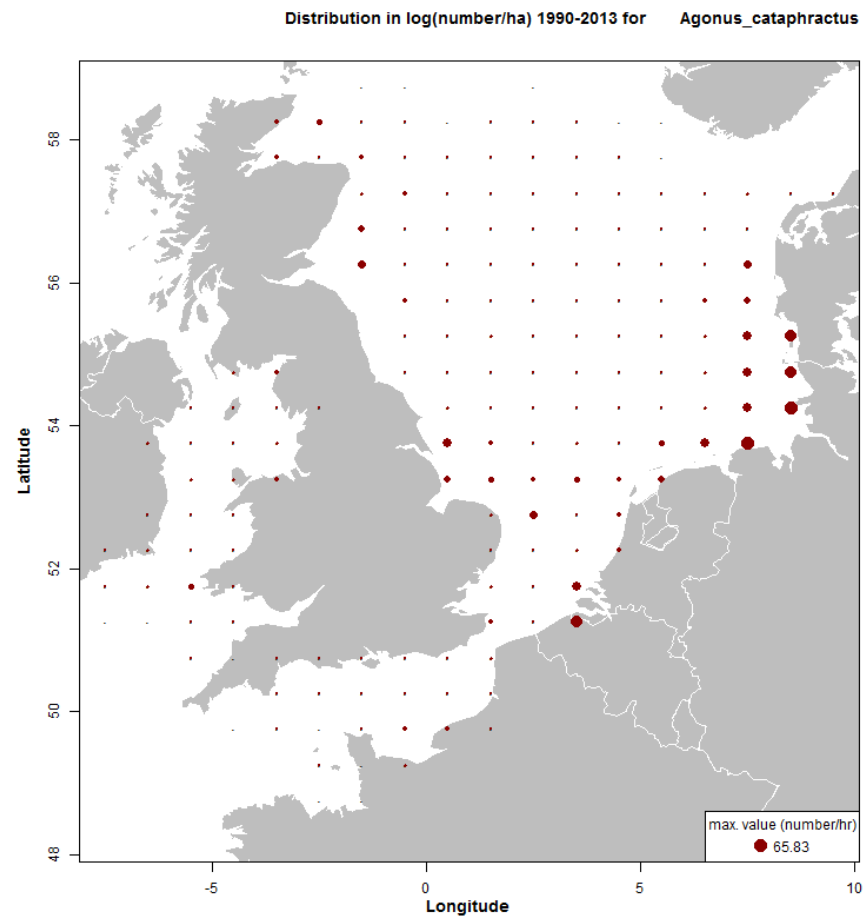 Distribution in log(number/ha) 1990-2013 for Agonus_cataphractus
58
56
54
Latitude
52
50
48
max. value (number/hr)
65.83
-5
0
5
10
Longitude